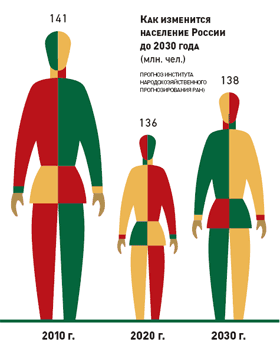 141
Как изменится
население России
до 2030 года
(млн. чел.)
ПРОГНОЗ ИНСТИТУТА
НАРОДОХОЗЯЙСТВЕННОГО
ПРОГНОЗИРОВАНИЯ РАН)
138
136
2010 г.
2020 г.
2030 г.